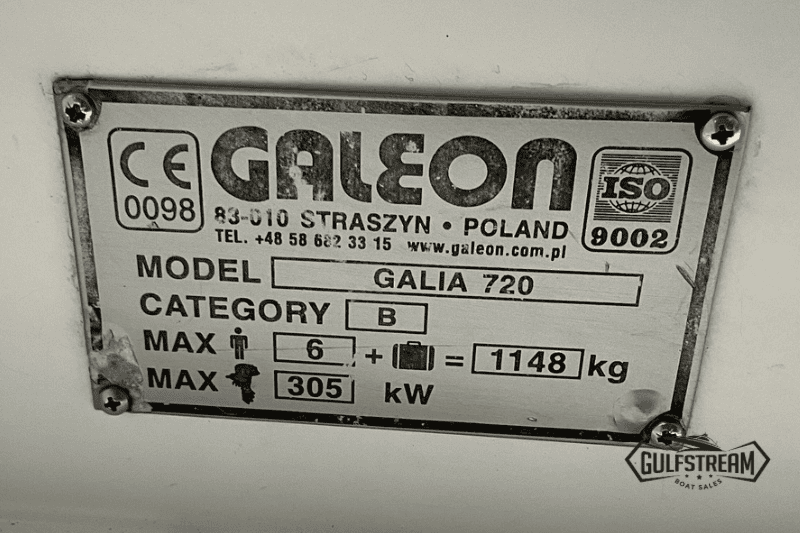 CE
0098
GALEON
83-010 STRASZYN • POLAND
TEL. +48 58 682 33 15 www.galeon.com.pl
ISO
9002
MODEL GALIA 720
CATEGORY B
MAX 6 + = 1148 kg
MAX 305 kW
GULFSTREAM
BOAT SALES